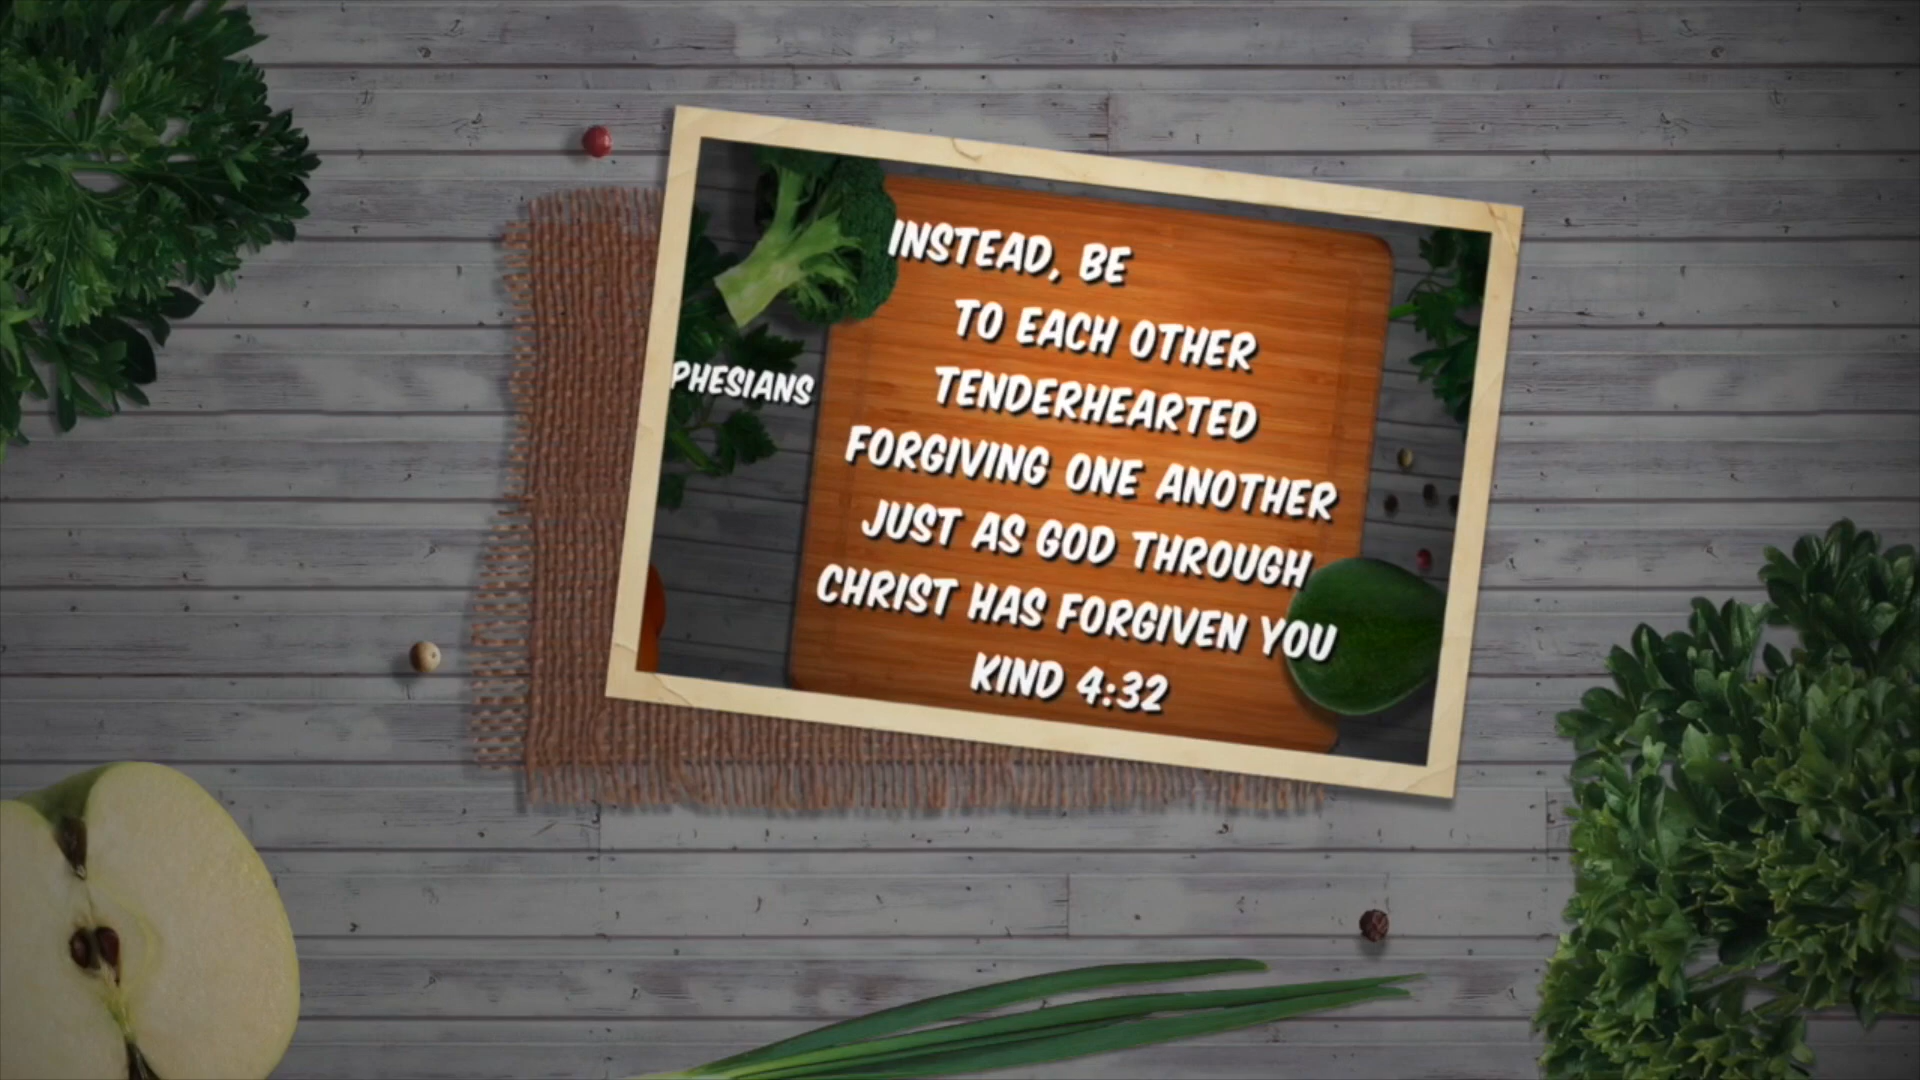 INSTEAD, BE
TO EACH OTHER
PHESIANS
TENDERHEARTED
FORGIVING ONE ANOTHER
JUST AS GOD THROUGH
CHRIST HAS FORGIVEN YOU
KIND 4:32